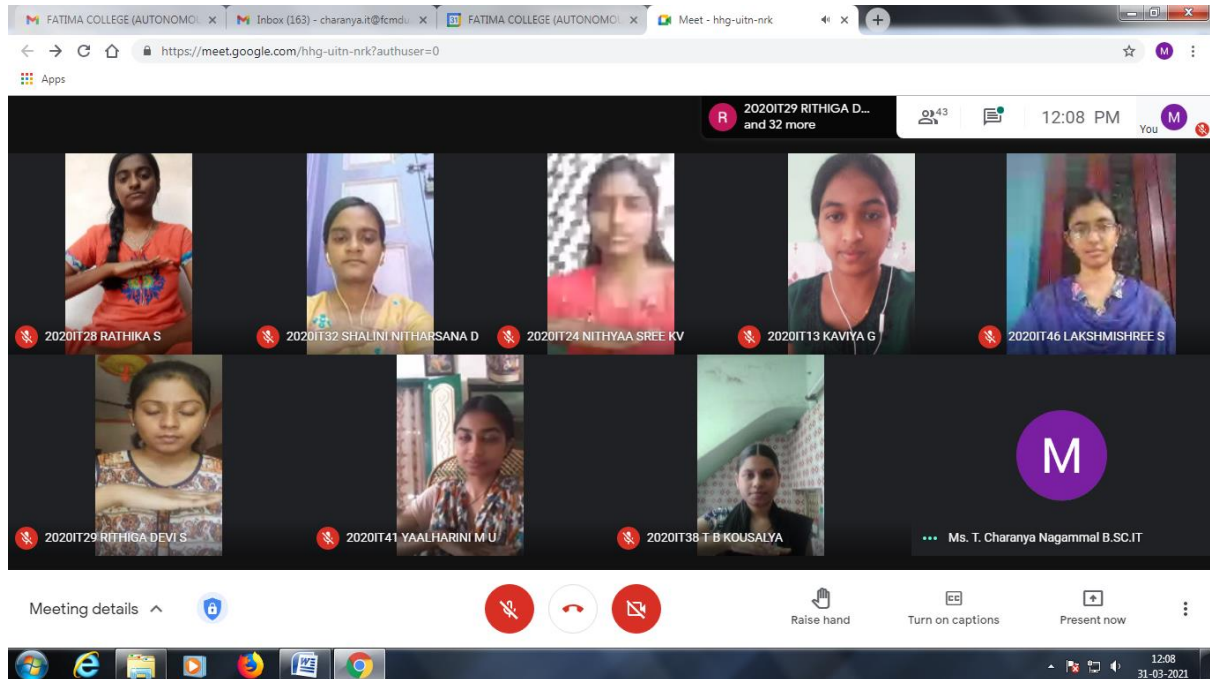 FATIMA COLLEGE (AUTONOMOU
Inbox (163) - charanya.it@fcmdu
FATIMA COLLEGE (AUTONOMOU
Meet - hhg-uitn-nrk
https://meet.google.com/hhg-uitn-nrk?authuser=0
M
Apps
R
2020IT29 RITHIGA D...
and 32 more
43
12:08 PM
You
M
2020IT28 RATHIKA S
2020IT32 SHALINI NITHARSANA D
2020IT24 NITHYAA SREE KV
2020IT13 KAVIYA G
2020IT46 LAKSHMISHREE S
2020IT29 RITHIGA DEVI S
2020IT41 YAALHARINI M U
2020IT38 T B KOUSALYA
M
Ms. T. Charanya Nagammal B.SC.IT
Meeting details
Raise hand
CC
Turn on captions
Present now
12:08
31-03-2021